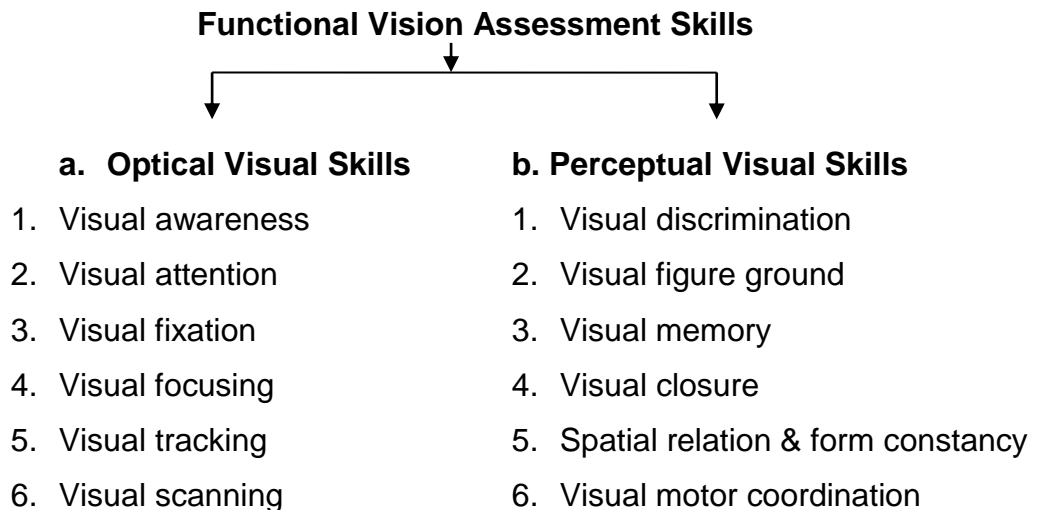 Functional Vision Assessment Skills
a. Optical Visual Skills
1. Visual awareness
2. Visual attention
3. Visual fixation
4. Visual focusing
5. Visual tracking
6. Visual scanning
b. Perceptual Visual Skills
1. Visual discrimination
2. Visual figure ground
3. Visual memory
4. Visual closure
5. Spatial relation & form constancy
6. Visual motor coordination